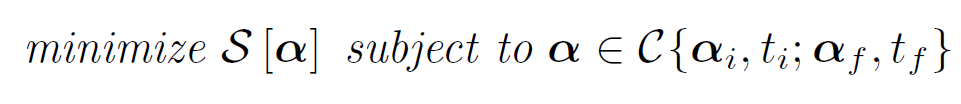 minimize 𝓢 [𝜶] subject to 𝜶 ∈ 𝓒{𝜶ᵢ, tᵢ; 𝜶_f, t_f}